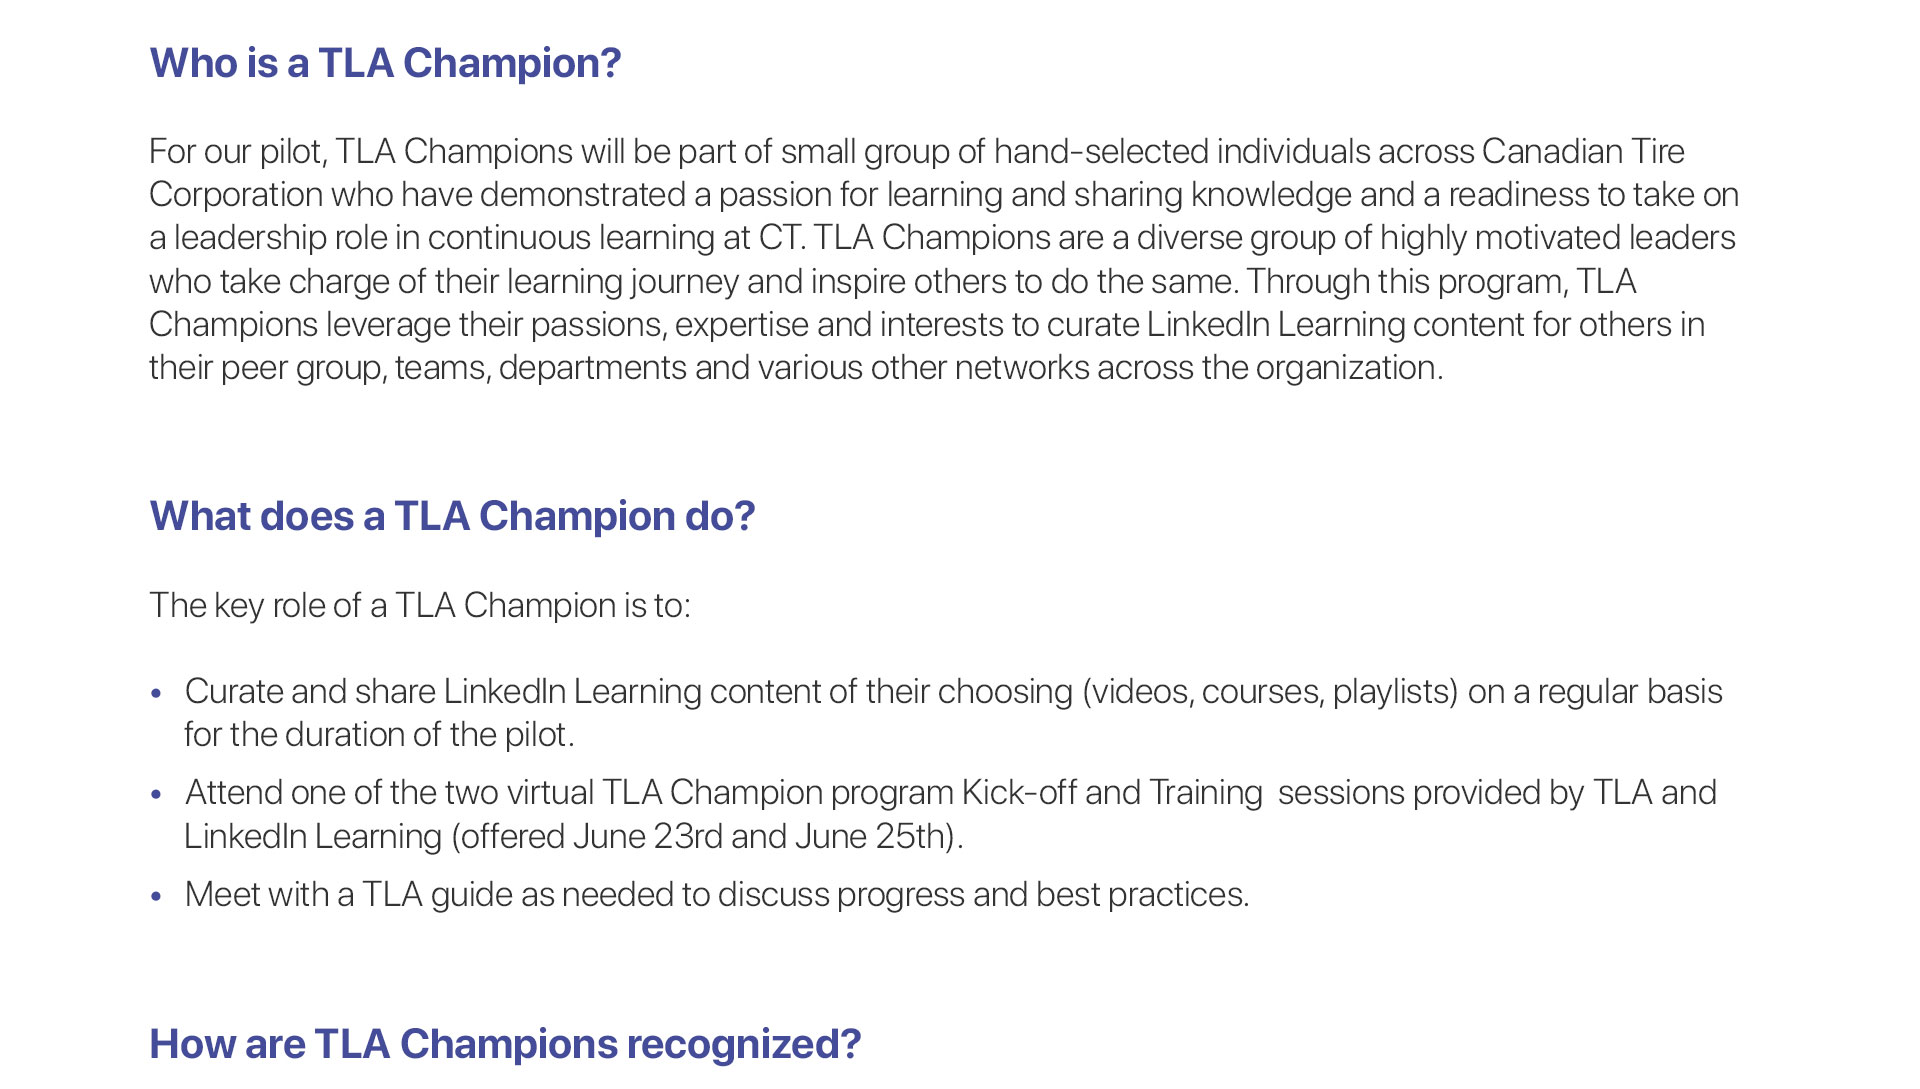 Who is a TLA Champion?
For our pilot, TLA Champions will be part of small group of hand-selected individuals across Canadian Tire
Corporation who have demonstrated a passion for learning and sharing knowledge and a readiness to take on
a leadership role in continuous learning at CT. TLA Champions are a diverse group of highly motivated leaders
who take charge of their learning journey and inspire others to do the same. Through this program, TLA
Champions leverage their passions, expertise and interests to curate LinkedIn Learning content for others in
their peer group, teams, departments and various other networks across the organization.
What does a TLA Champion do?
The key role of a TLA Champion is to:
• Curate and share LinkedIn Learning content of their choosing (videos, courses, playlists) on a regular basis
for the duration of the pilot.
• Attend one of the two virtual TLA Champion program Kick-off and Training  sessions provided by TLA and
LinkedIn Learning (offered June 23rd and June 25th).
• Meet with a TLA guide as needed to discuss progress and best practices.
How are TLA Champions recognized?